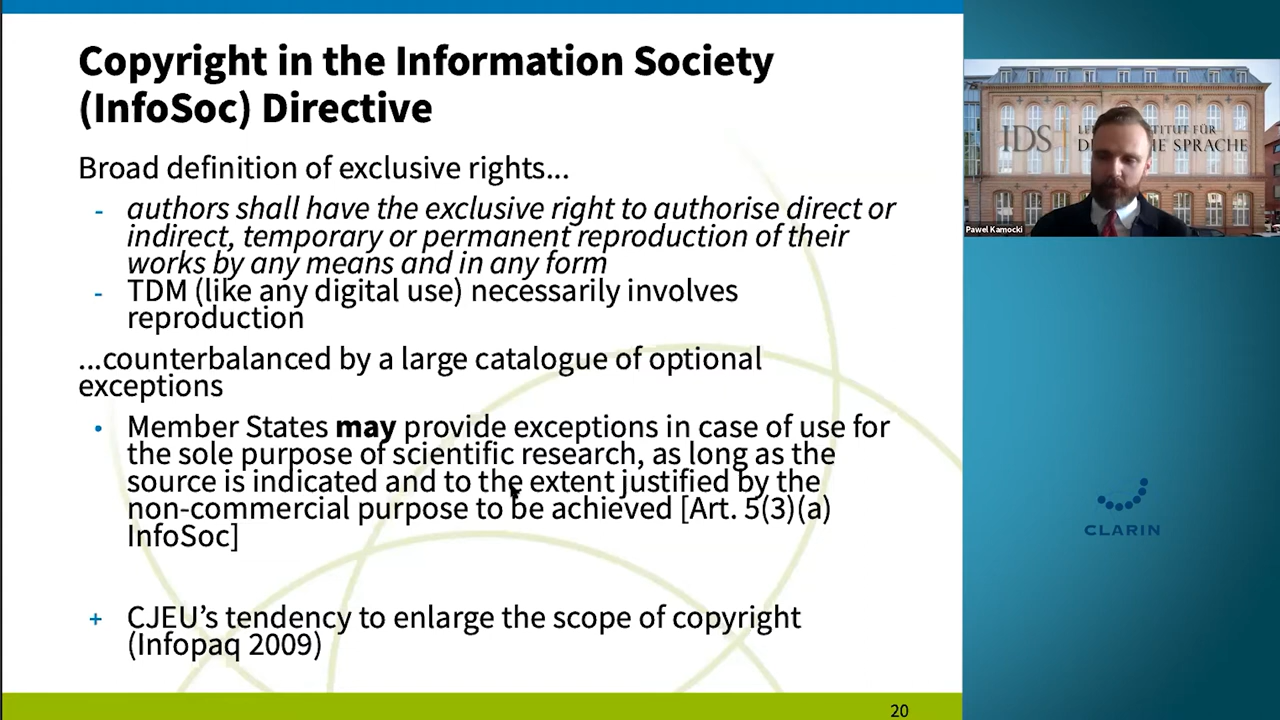 Copyright in the Information Society
(InfoSoc) Directive
Broad definition of exclusive rights...
- authors shall have the exclusive right to authorise direct or
indirect, temporary or permanent reproduction of their
works by any means and in any form
- TDM (like any digital use) necessarily involves
reproduction
...counterbalanced by a large catalogue of optional
exceptions
• Member States may provide exceptions in case of use for
the sole purpose of scientific research, as long as the
source is indicated and to the extent justified by the
non-commercial purpose to be achieved [Art. 5(3)(a)
InfoSoc]
+ CJEU's tendency to enlarge the scope of copyright
(Infopaq 2009)
20
IDS
SPRACHE
Pawel Kamocki
CLARIN